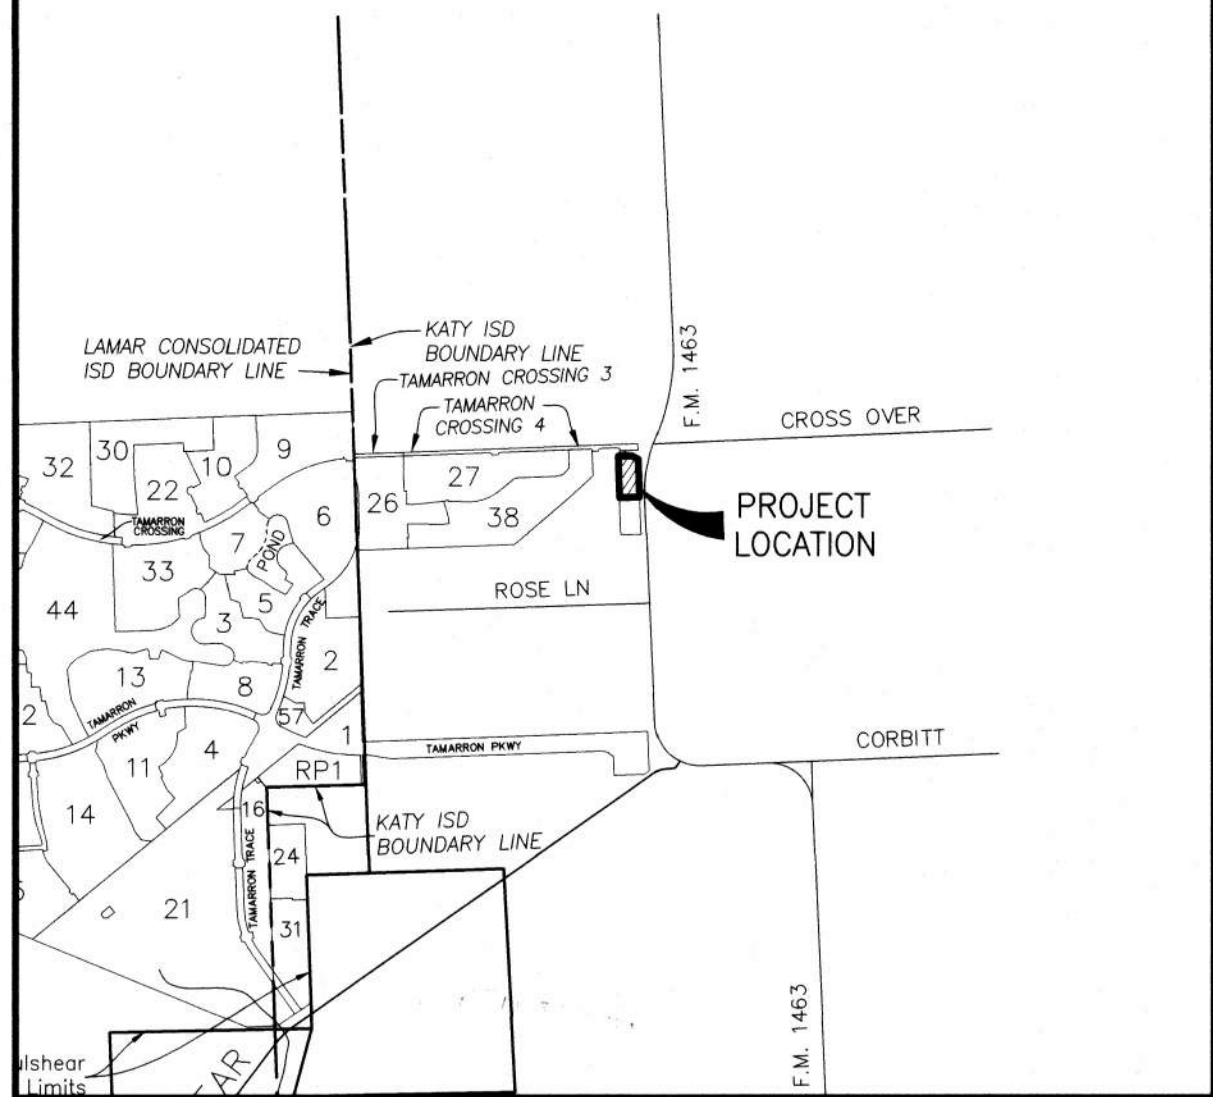 LAMAR CONSOLIDATED
ISD BOUNDARY LINE
KATY ISD
BOUNDARY LINE
TAMARRON CROSSING 3
TAMARRON
CROSSING 4
F.M. 1463
CROSS OVER
PROJECT
LOCATION
32
30
22
10
9
TAMARRON
CROSSING
6
7
POND
26
27
38
33
5
44
3
ROSE LN
TAMARRON TRACE
2
13
8
2
TAMARRON
PKWY
57
1
TAMARRON PKWY
CORBITT
11
4
RP1
14
16
KATY ISD
BOUNDARY LINE
TAMARRON TRACE
24
21
31
F.M. 1463
ulshear
Limits
AR